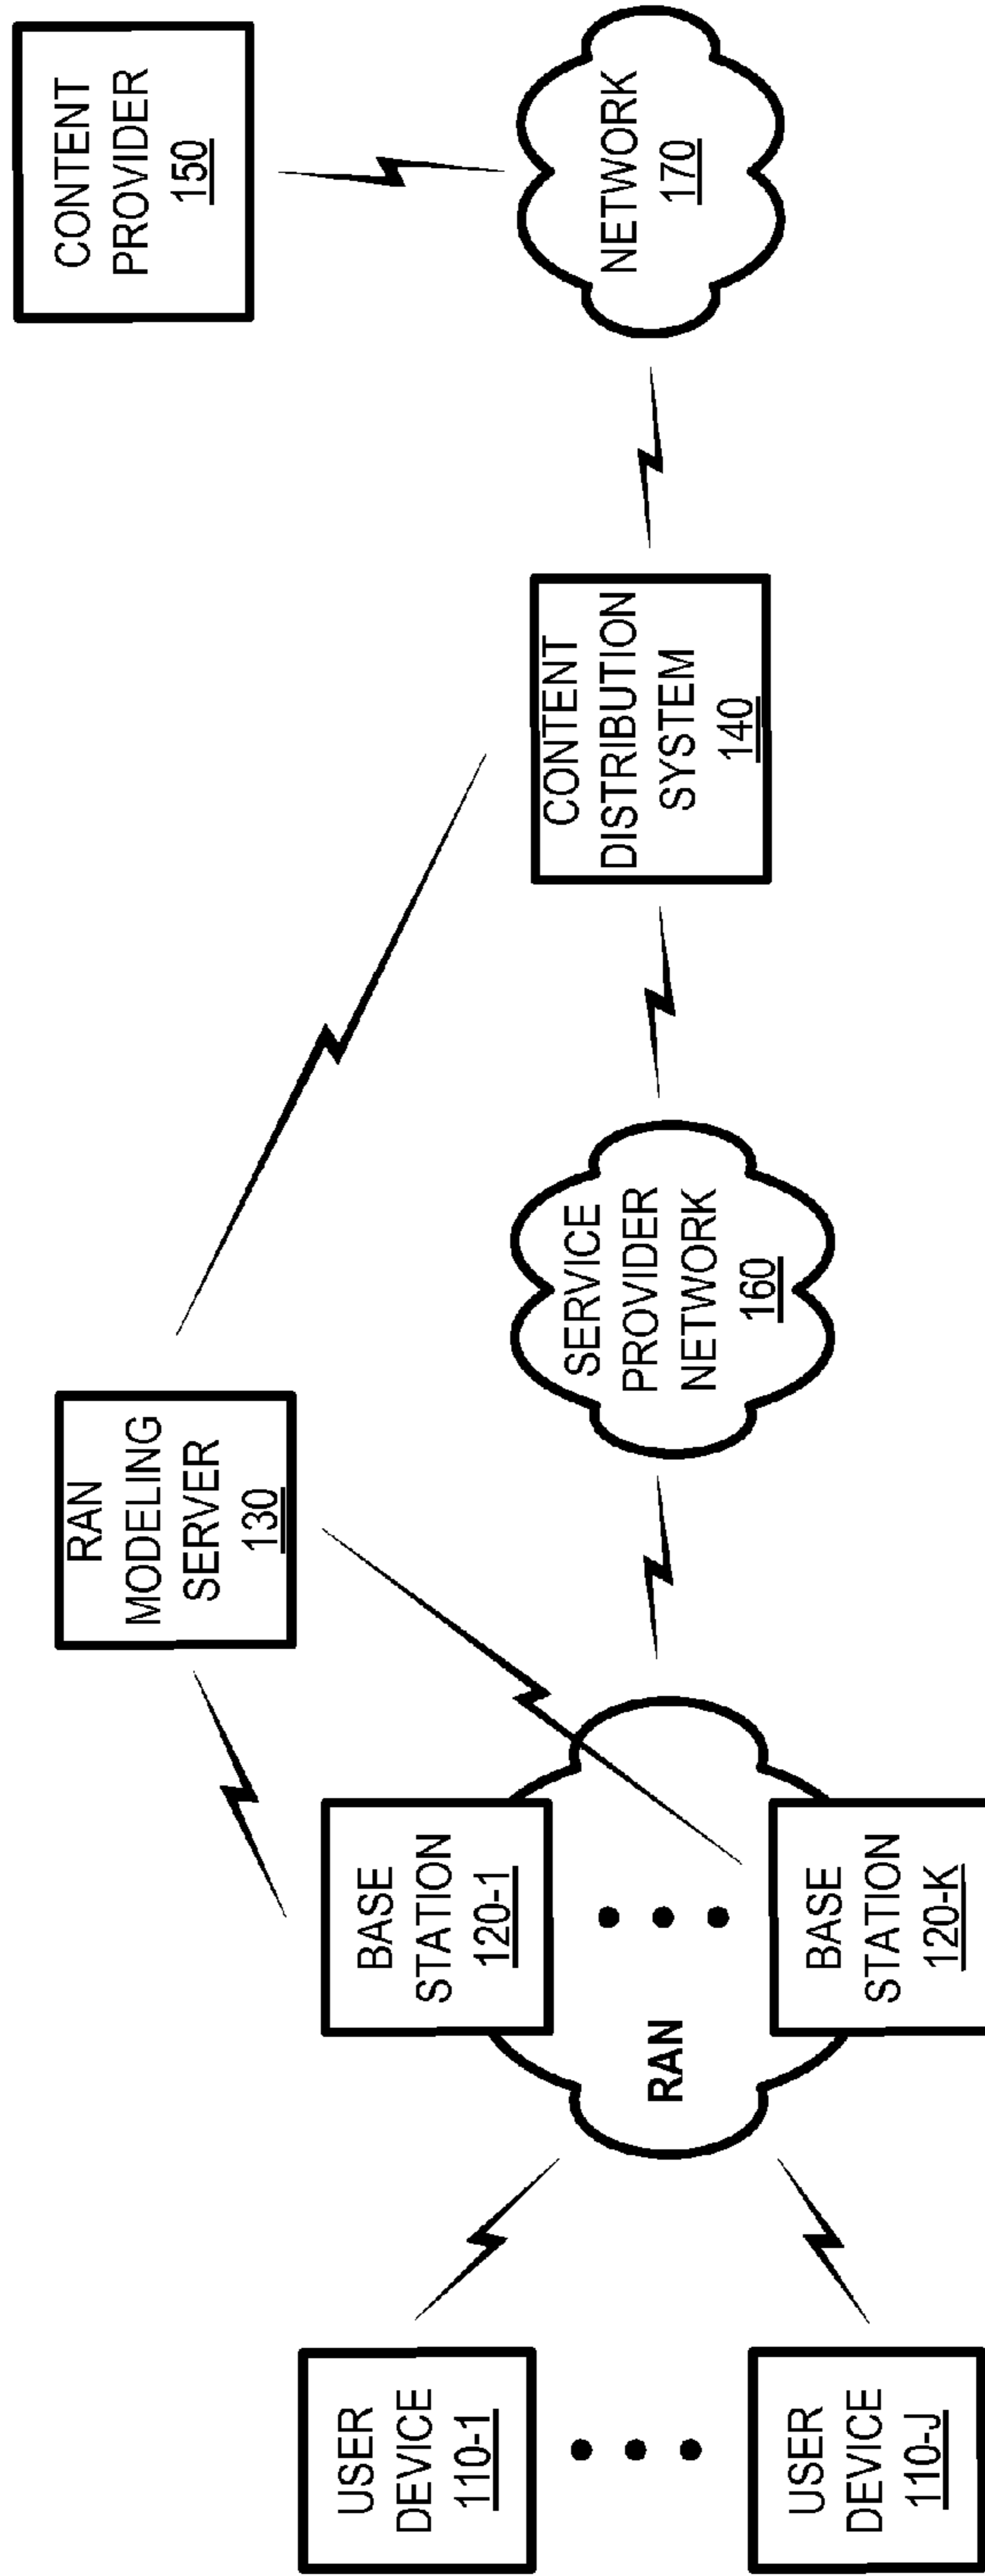 CONTENT
PROVIDER
150
NETWORK
170
RAN
MODELING
SERVER
130
CONTENT
DISTRIBUTION
SYSTEM
140
SERVICE
PROVIDER
NETWORK
160
BASE
STATION
120-1
RAN
BASE
STATION
120-K
USER
DEVICE
110-1
USER
DEVICE
110-J